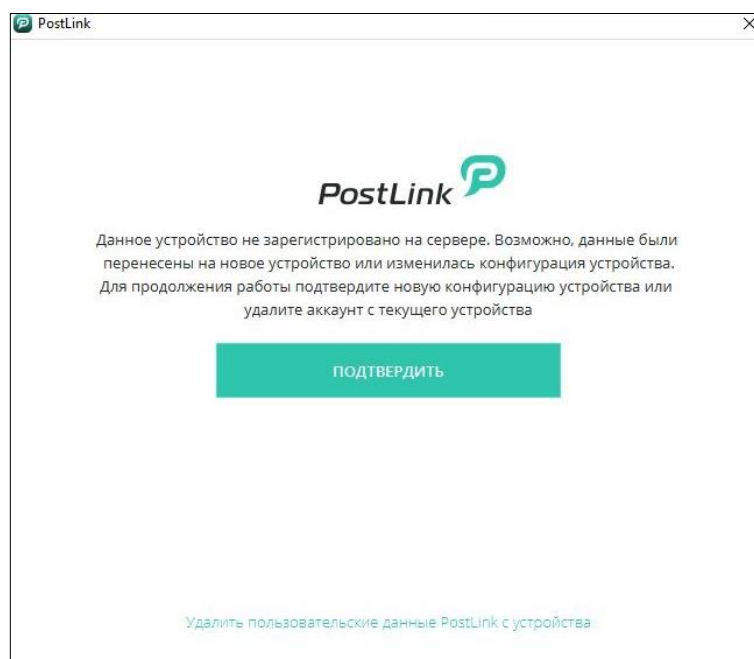 PostLink
PostLink
Данное устройство не зарегистрировано на сервере. Возможно, данные были
перенесены на новое устройство или изменилась конфигурация устройства.
Для продолжения работы подтвердите новую конфигурацию устройства или
удалите аккаунт с текущего устройства
ПОДТВЕРДИТЬ
Удалить пользовательские данные PostLink с устройства